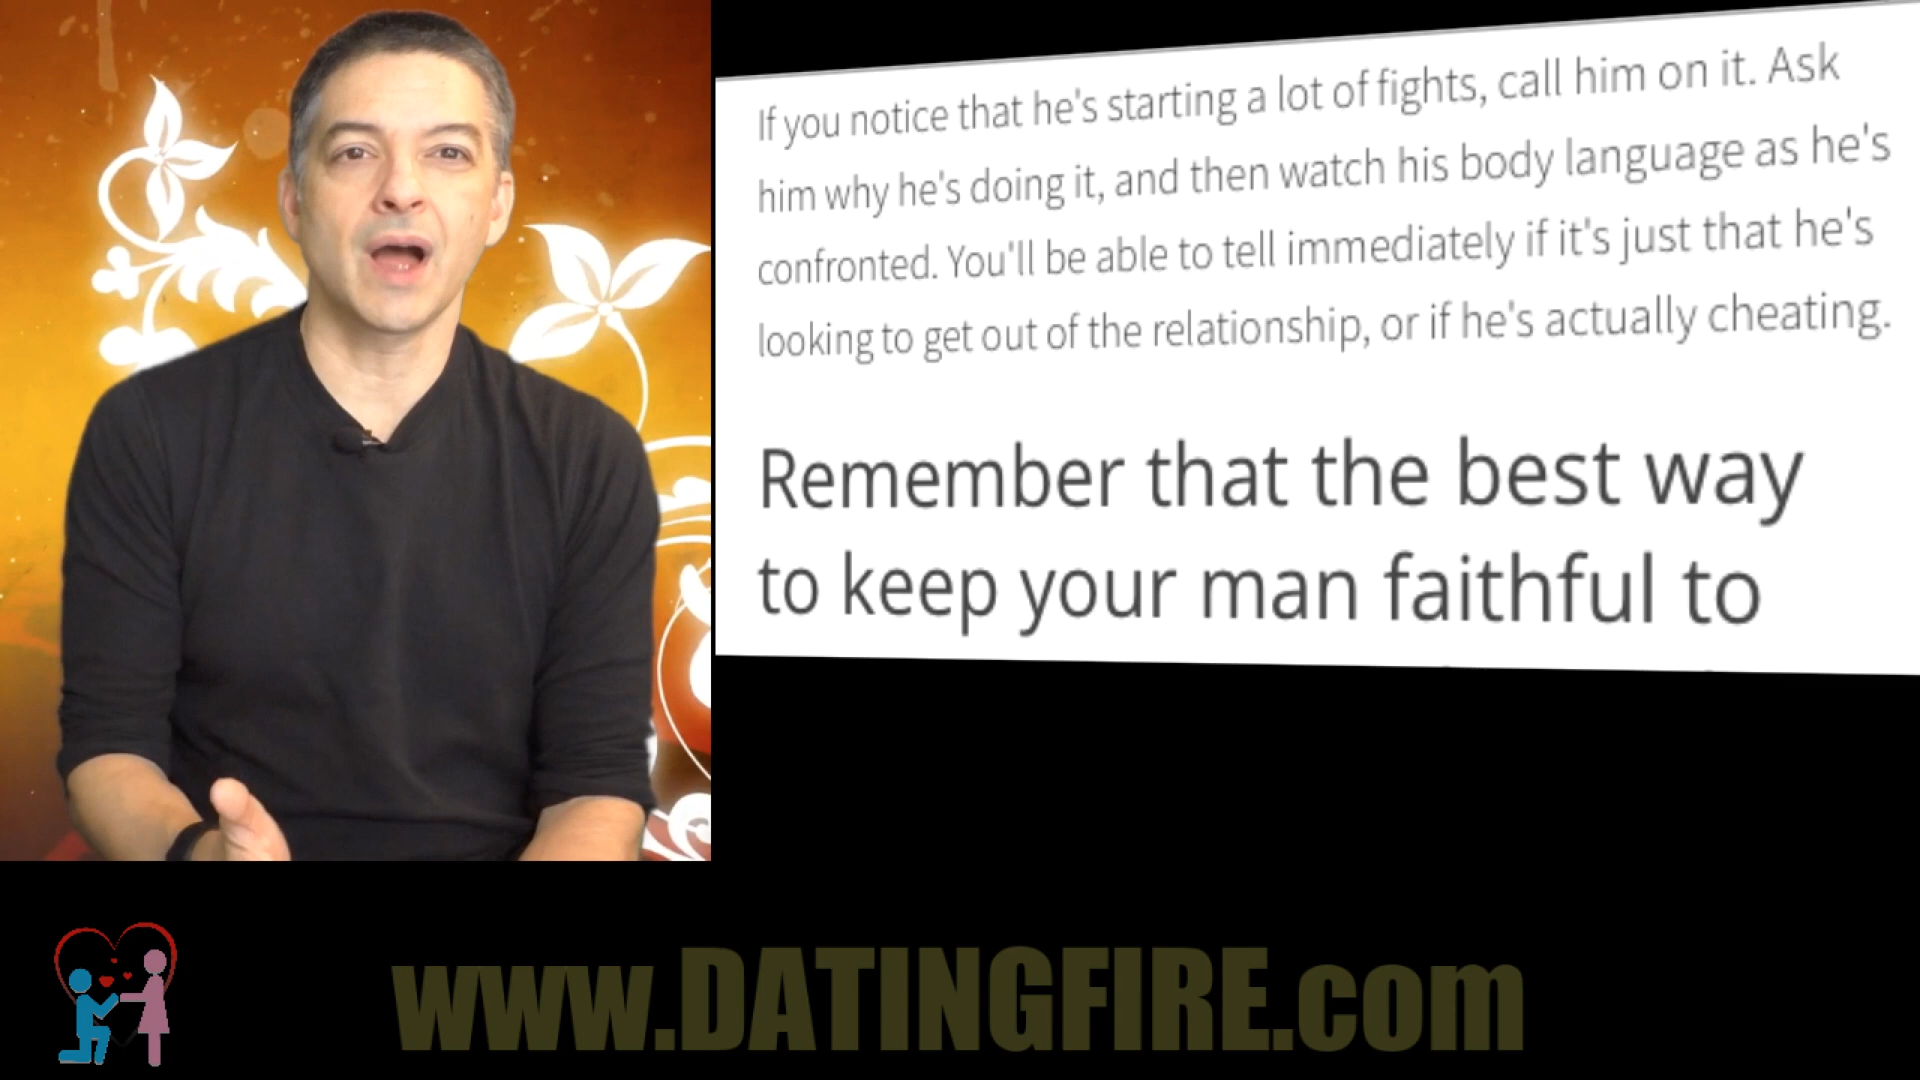 If you notice that he's starting a lot of fights, call him on it. Ask
him why he's doing it, and then watch his body language as he's
confronted. You'll be able to tell immediately if it's just that he's
looking to get out of the relationship, or if he's actually cheating.
Remember that the best way
to keep your man faithful to
www.DATINGFIRE.com